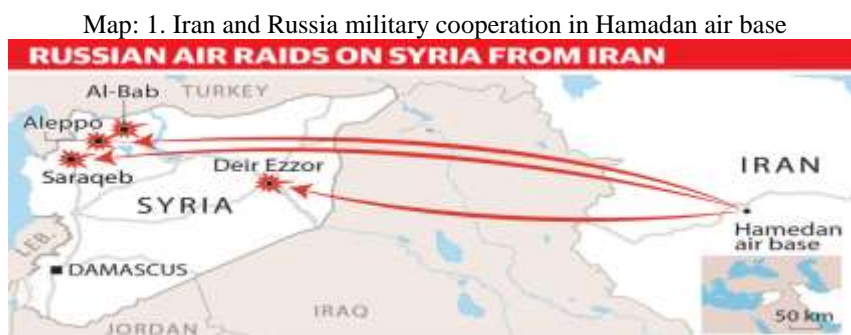 Map: 1. Iran and Russia military cooperation in Hamadan air base
RUSSIAN AIR RAIDS ON SYRIA FROM IRAN
Al-Bab
TURKEY
Aleppo
Saraqeb
Deir Ezzor
SYRIA
IRAN
Hamedan
air base
LEB.
DAMASCUS
IRAQ
JORDAN
50 km